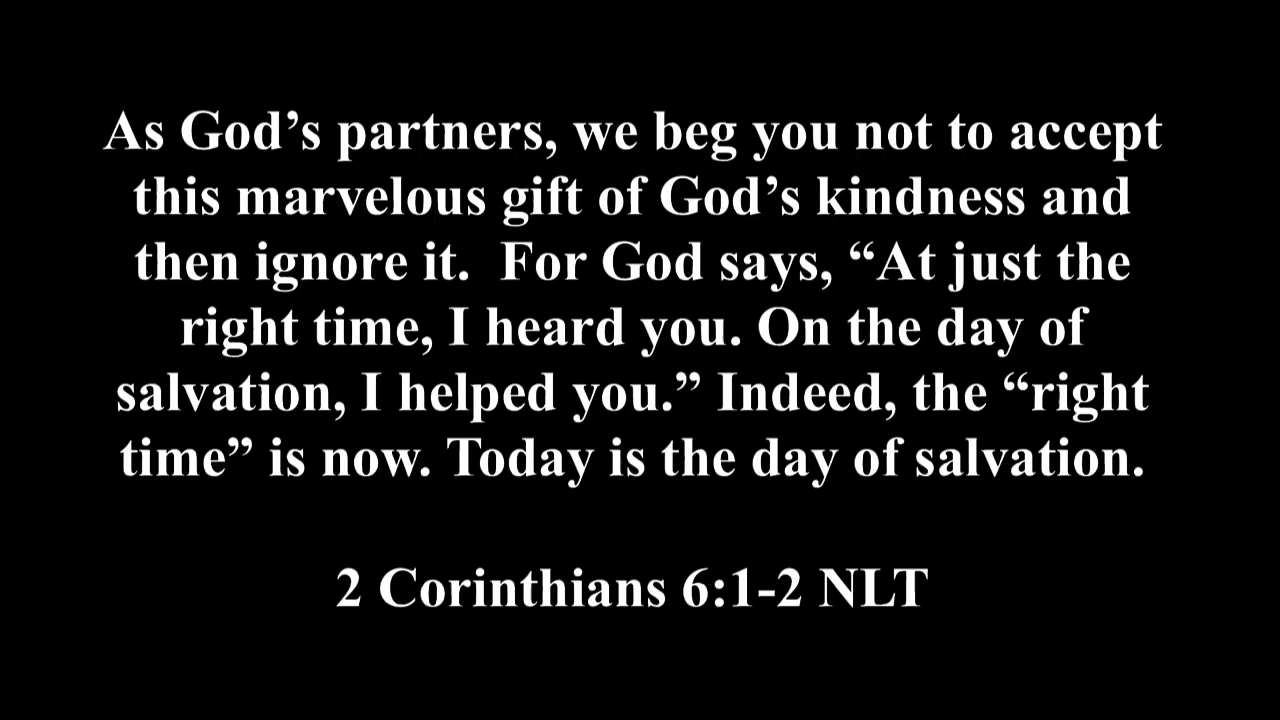 As God’s partners, we beg you not to accept
this marvelous gift of God’s kindness and
then ignore it.  For God says, “At just the
right time, I heard you. On the day of
salvation, I helped you.” Indeed, the “right
time” is now. Today is the day of salvation.
2 Corinthians 6:1-2 NLT